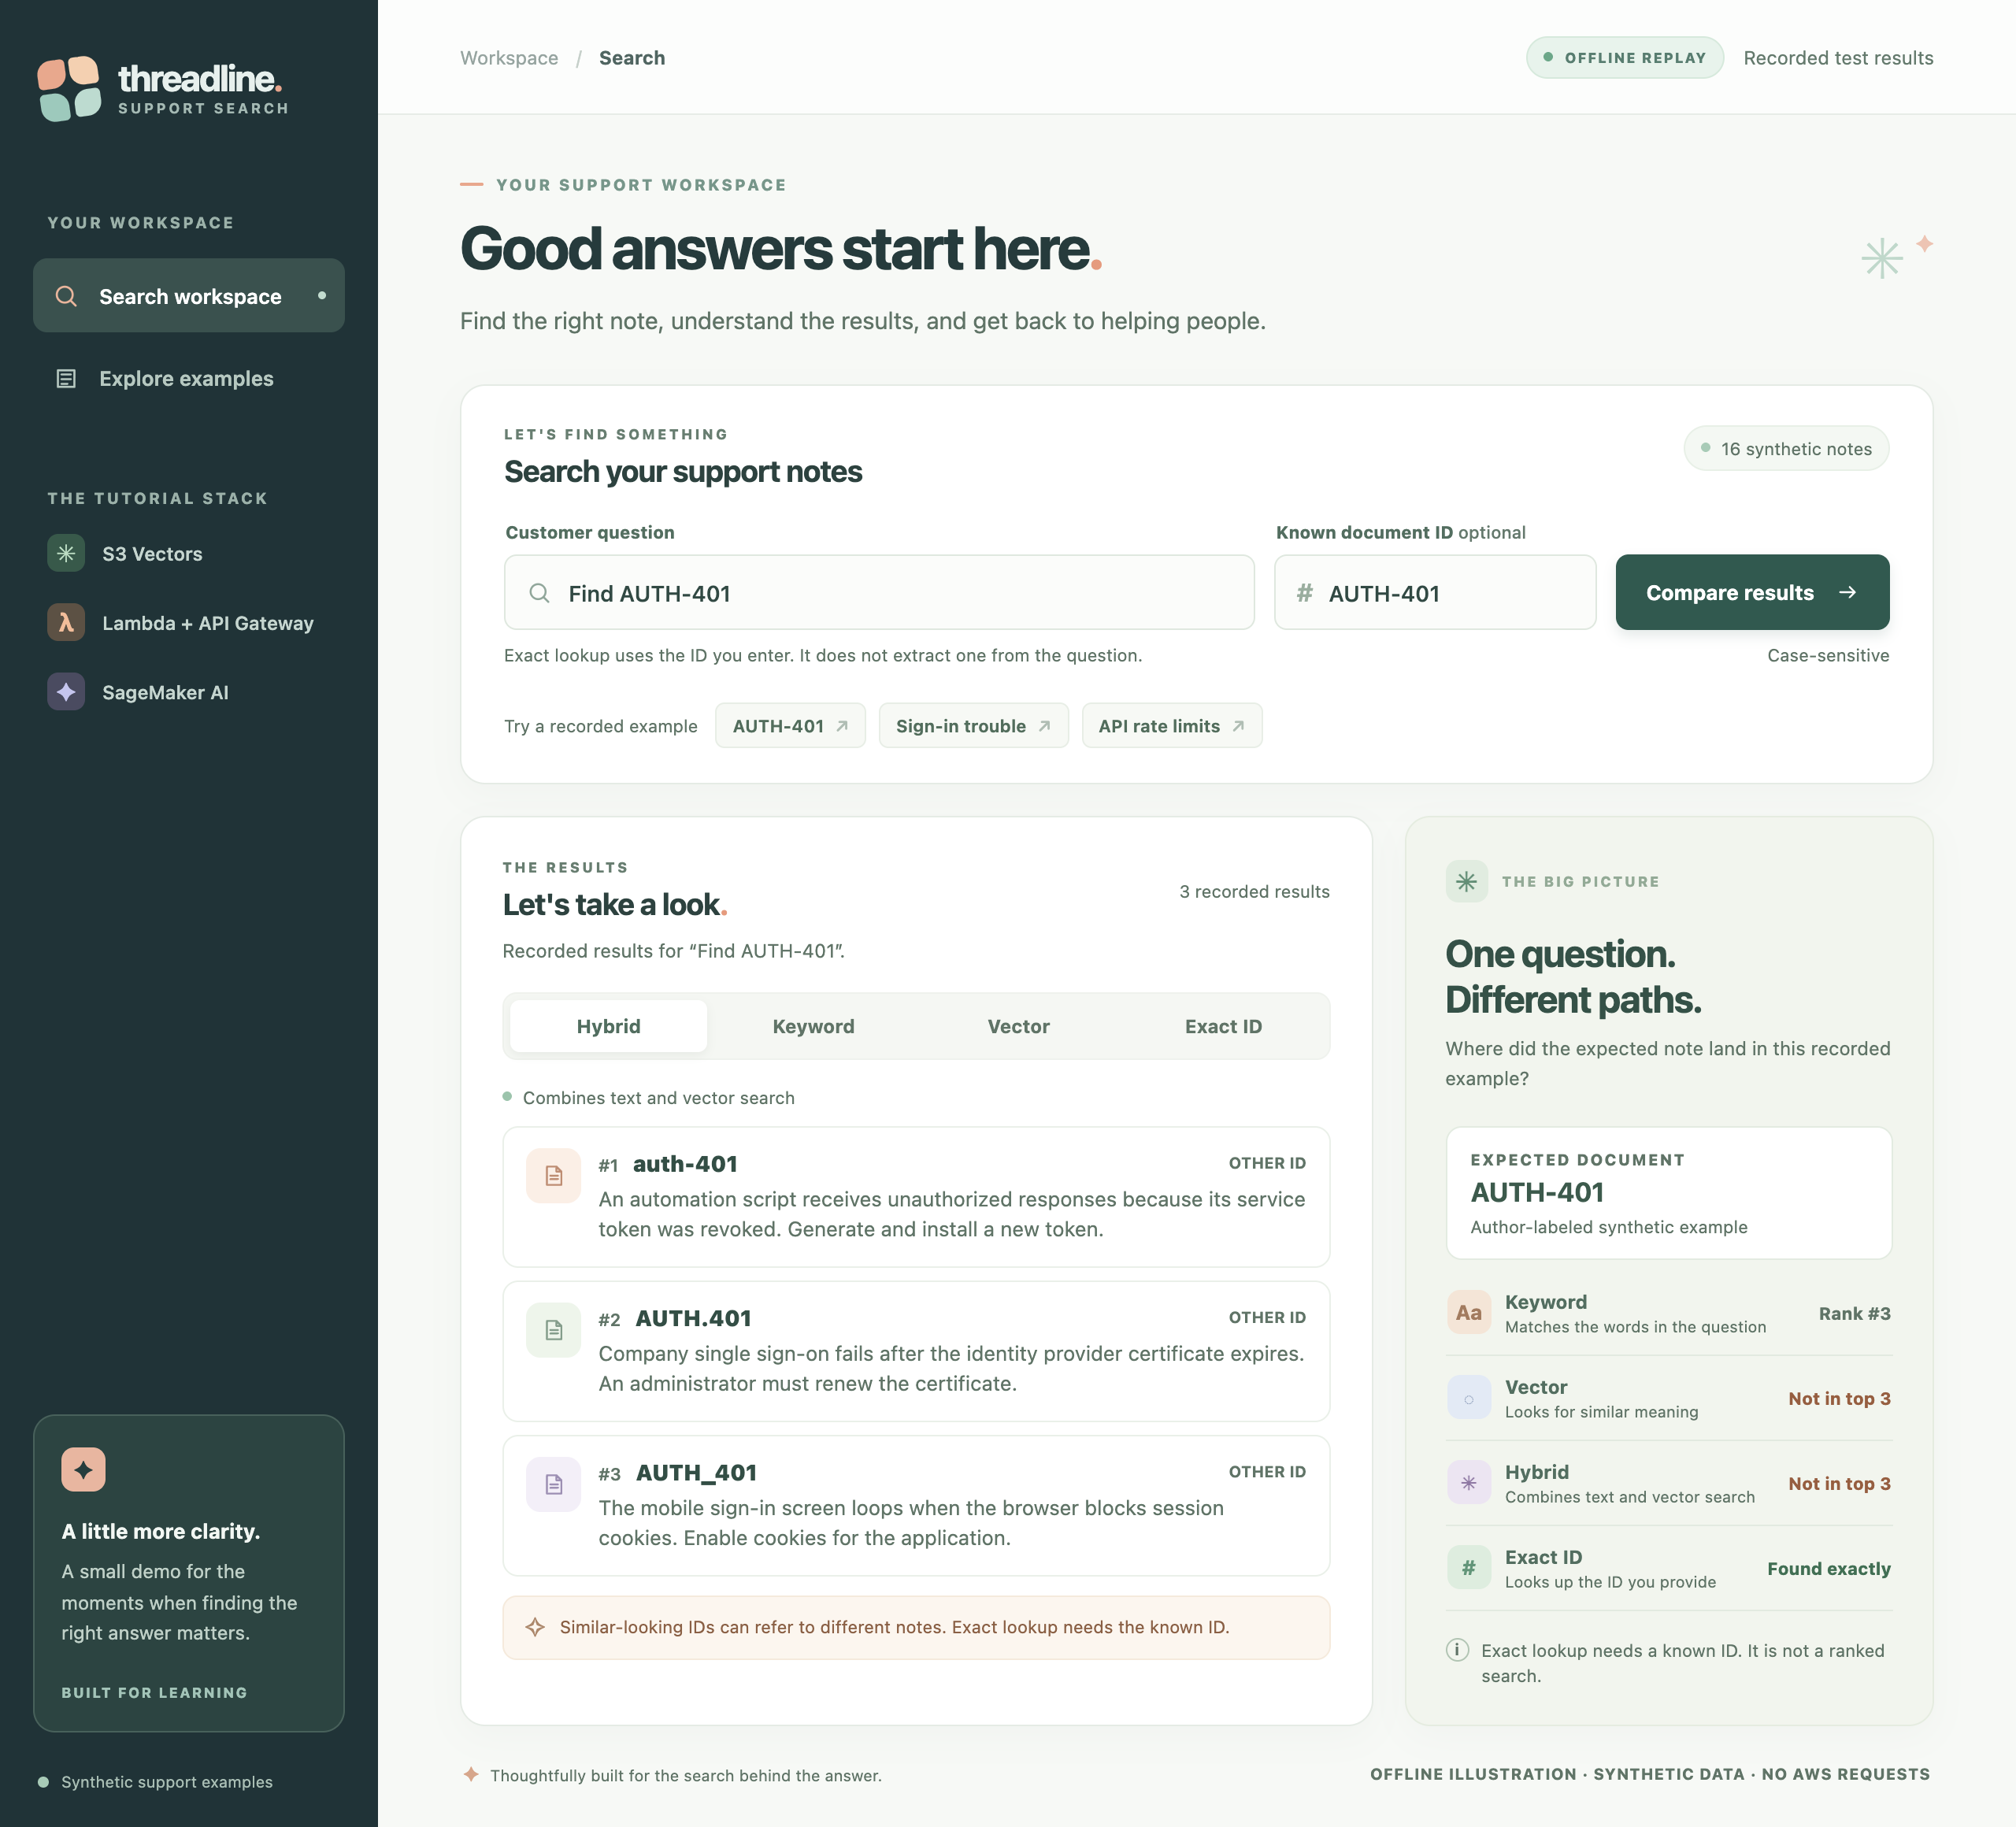 threadline.
SUPPORT SEARCH
YOUR WORKSPACE
Search workspace
Explore examples
THE TUTORIAL STACK
S3 Vectors
λ Lambda + API Gateway
SageMaker AI
A little more clarity.
A small demo for the
moments when finding the
right answer matters.
BUILT FOR LEARNING
Synthetic support examples
Workspace / Search
OFFLINE REPLAY
Recorded test results
YOUR SUPPORT WORKSPACE
Good answers start here.
Find the right note, understand the results, and get back to helping people.
LET'S FIND SOMETHING
Search your support notes
16 synthetic notes
Customer question
Find AUTH-401
Known document ID optional
# AUTH-401
Compare results →
Exact lookup uses the ID you enter. It does not extract one from the question.
Case-sensitive
Try a recorded example
AUTH-401 ↗
Sign-in trouble ↗
API rate limits ↗
THE RESULTS
Let's take a look.
3 recorded results
Recorded results for “Find AUTH-401”.
Hybrid
Keyword
Vector
Exact ID
Combines text and vector search
#1 auth-401
OTHER ID
An automation script receives unauthorized responses because its service
token was revoked. Generate and install a new token.
#2 AUTH.401
OTHER ID
Company single sign-on fails after the identity provider certificate expires.
An administrator must renew the certificate.
#3 AUTH_401
OTHER ID
The mobile sign-in screen loops when the browser blocks session
cookies. Enable cookies for the application.
Similar-looking IDs can refer to different notes. Exact lookup needs the known ID.
THE BIG PICTURE
One question.
Different paths.
Where did the expected note land in this recorded
example?
EXPECTED DOCUMENT
AUTH-401
Author-labeled synthetic example
Aa
Keyword
Matches the words in the question
Rank #3
Vector
Looks for similar meaning
Not in top 3
Hybrid
Combines text and vector search
Not in top 3
#
Exact ID
Looks up the ID you provide
Found exactly
i
Exact lookup needs a known ID. It is not a ranked
search.
Thoughtfully built for the search behind the answer.
OFFLINE ILLUSTRATION · SYNTHETIC DATA · NO AWS REQUESTS